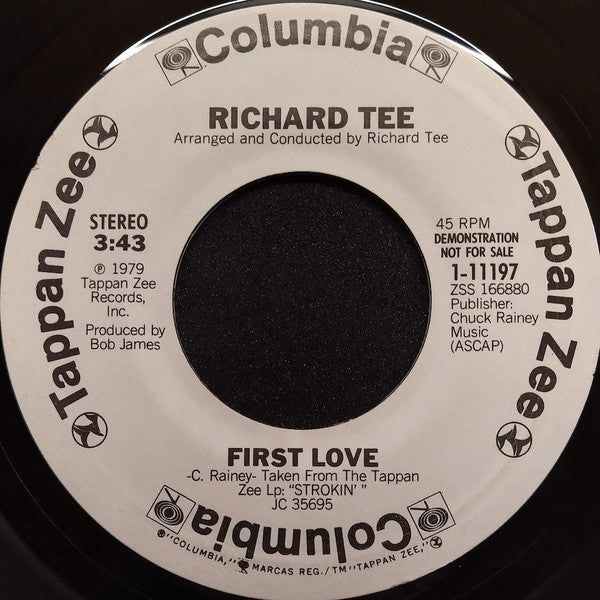 Columbia
RICHARD TEE
Arranged and Conducted by Richard Tee
Tappan Zee
STEREO
3:43
℗ 1979
Tappan Zee
Records,
Inc.
Produced by
Bob James
45 RPM
DEMONSTRATION
NOT FOR SALE
1-11197
ZSS 166880
Publisher:
Chuck Rainey
Music
(ASCAP)
Tappan Zee
FIRST LOVE
-C. Rainey- Taken From The Tappan
Zee Lp: "STROKIN' "
JC 35695
Columbia
®"COLUMBIA," MARCAS REG./TM "TAPPAN ZEE,"